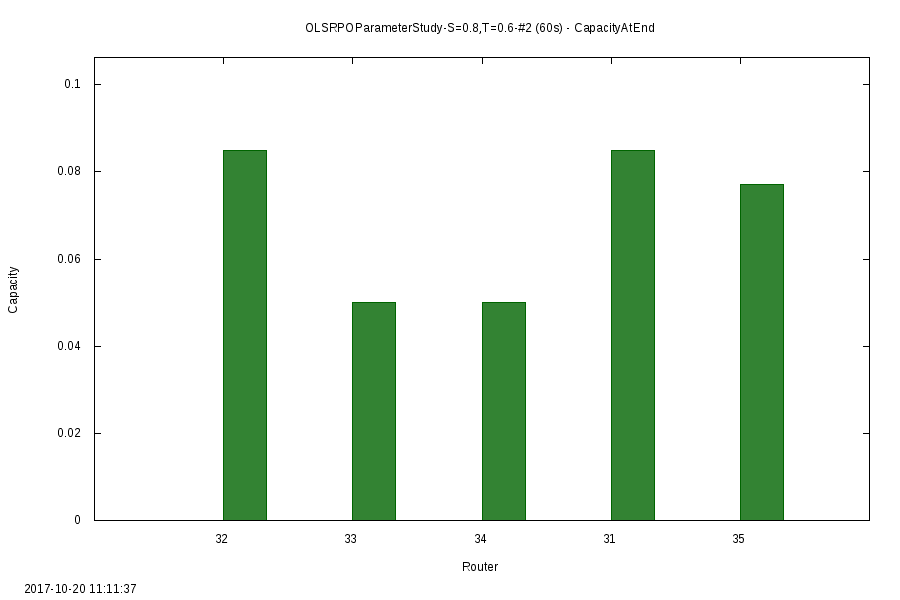 OLSRPOParameterStudy-S=0.8,T=0.6-#2 (60s) - CapacityAtEnd
0.1
0.08
0.06
0.04
0.02
0
Capacity
32 33 34 31 35
Router
2017-10-20 11:11:37